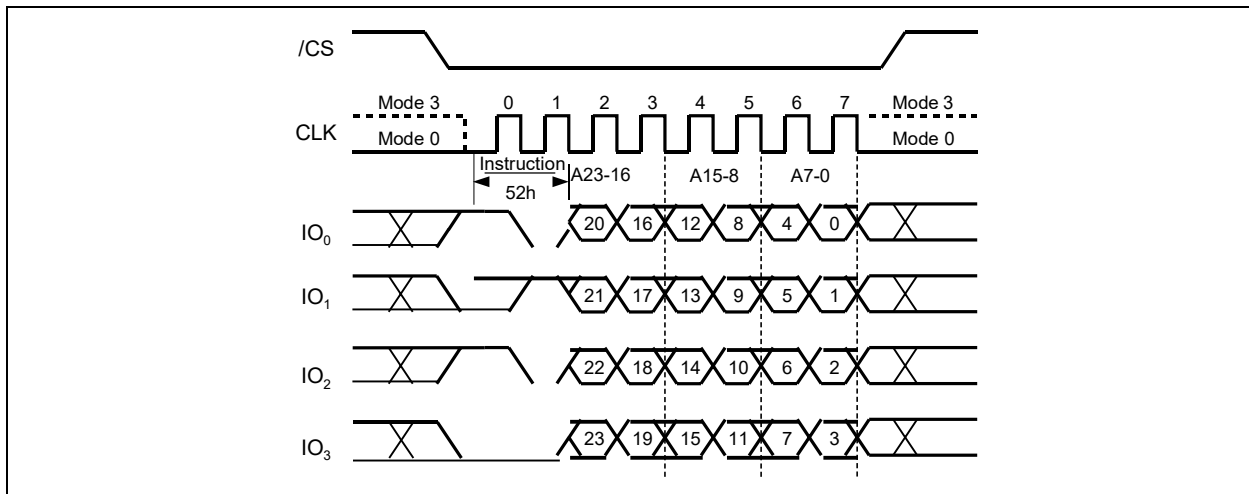 /CS
Mode 3 0 1 2 3 4 5 6 7 Mode 3
CLK Mode 0 Mode 0
Instruction
52h A23-16 A15-8 A7-0
IO0 20 16 12 8 4 0
IO1 21 17 13 9 5 1
IO2 22 18 14 10 6 2
IO3 23 19 15 11 7 3